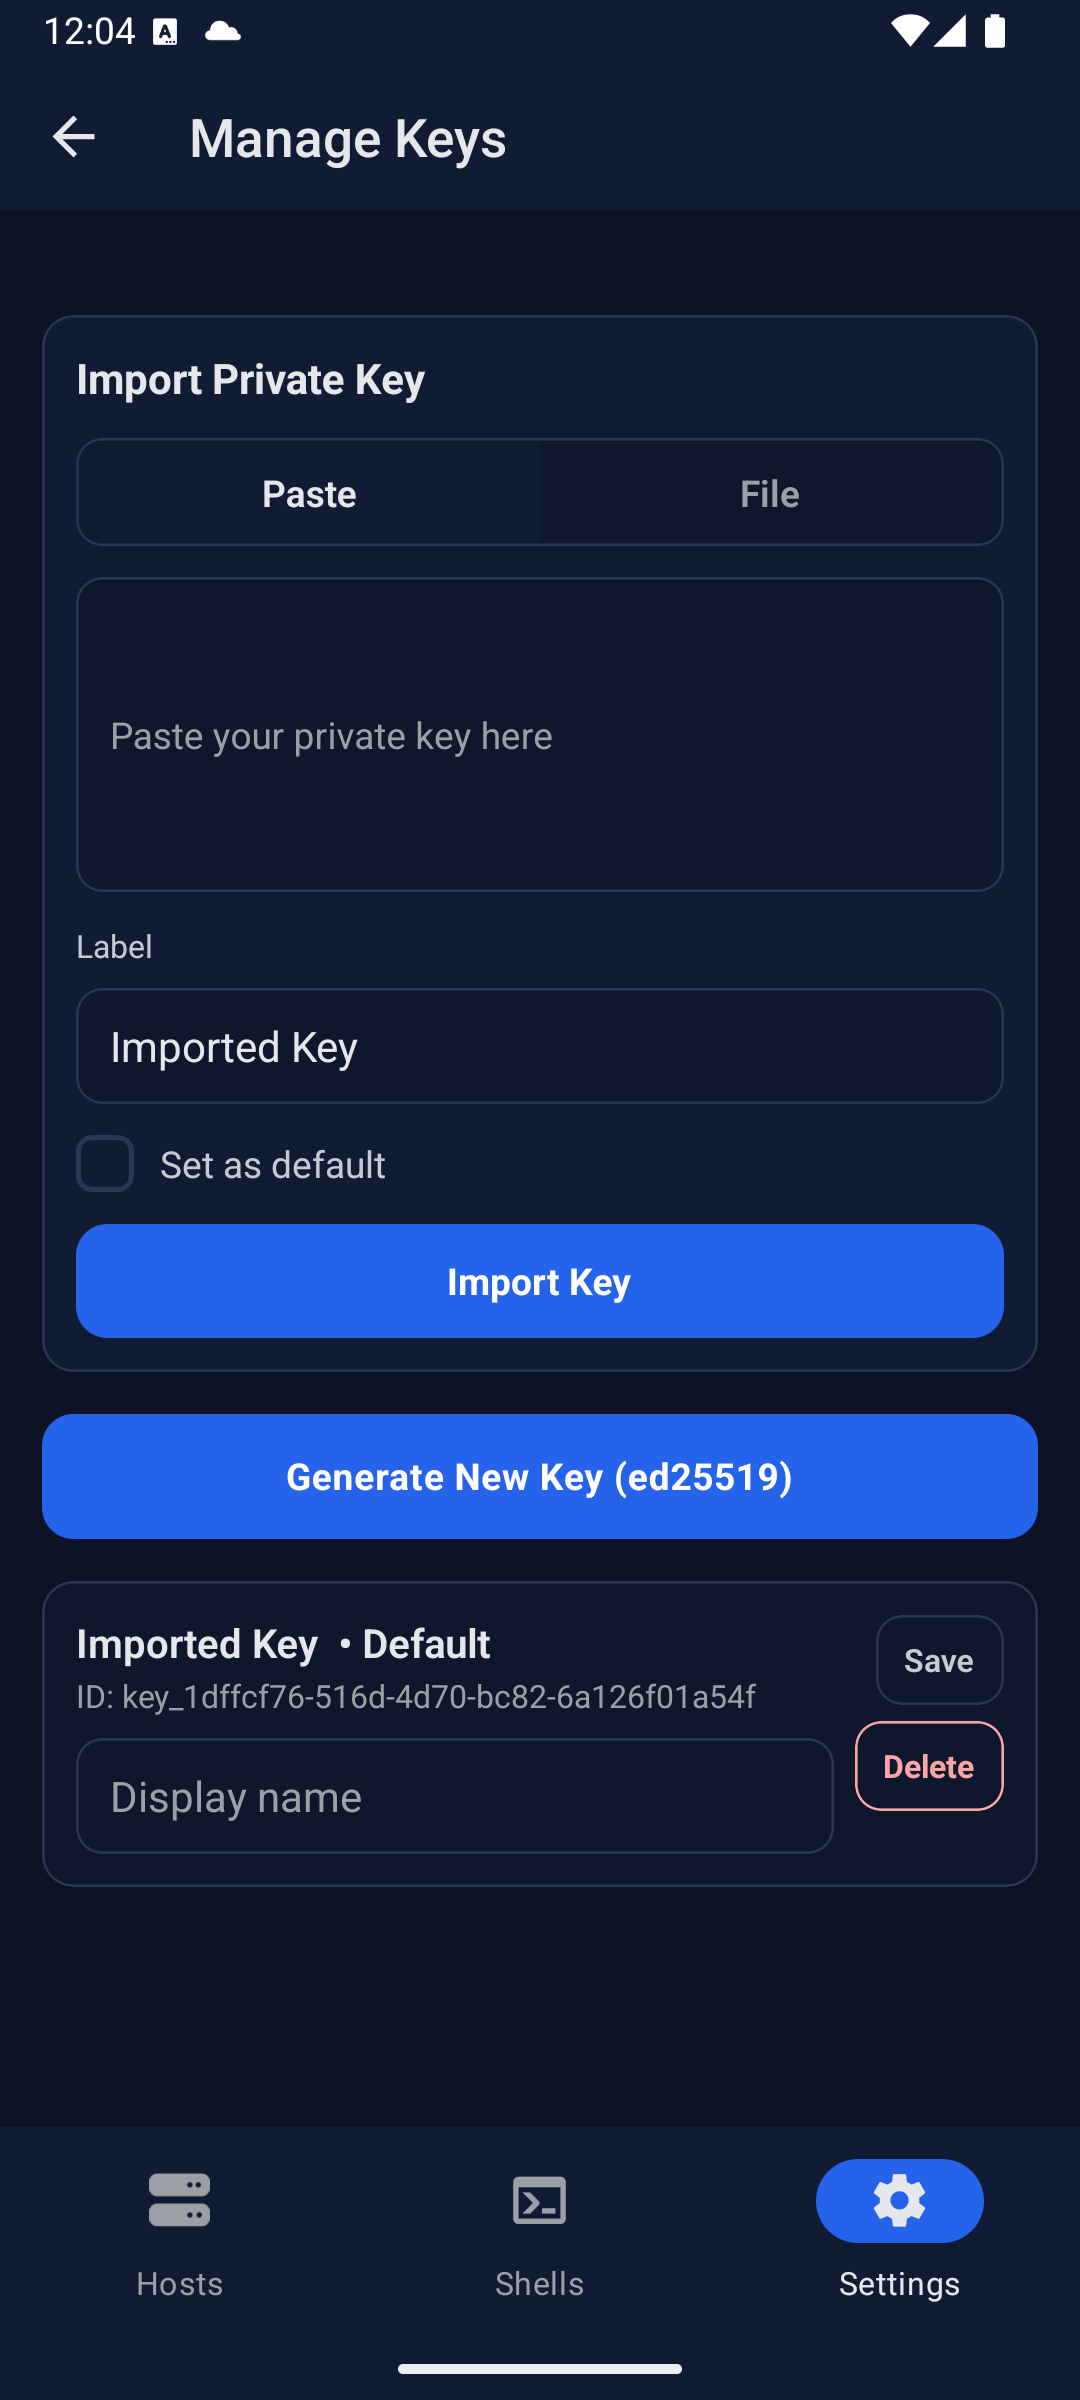 12:04
Manage Keys
Import Private Key
Paste
File
Paste your private key here
Label
Imported Key
Set as default
Import Key
Generate New Key (ed25519)
Imported Key • Default
ID: key_1dffcf76-516d-4d70-bc82-6a126f01a54f
Save
Delete
Display name
Hosts
Shells
Settings